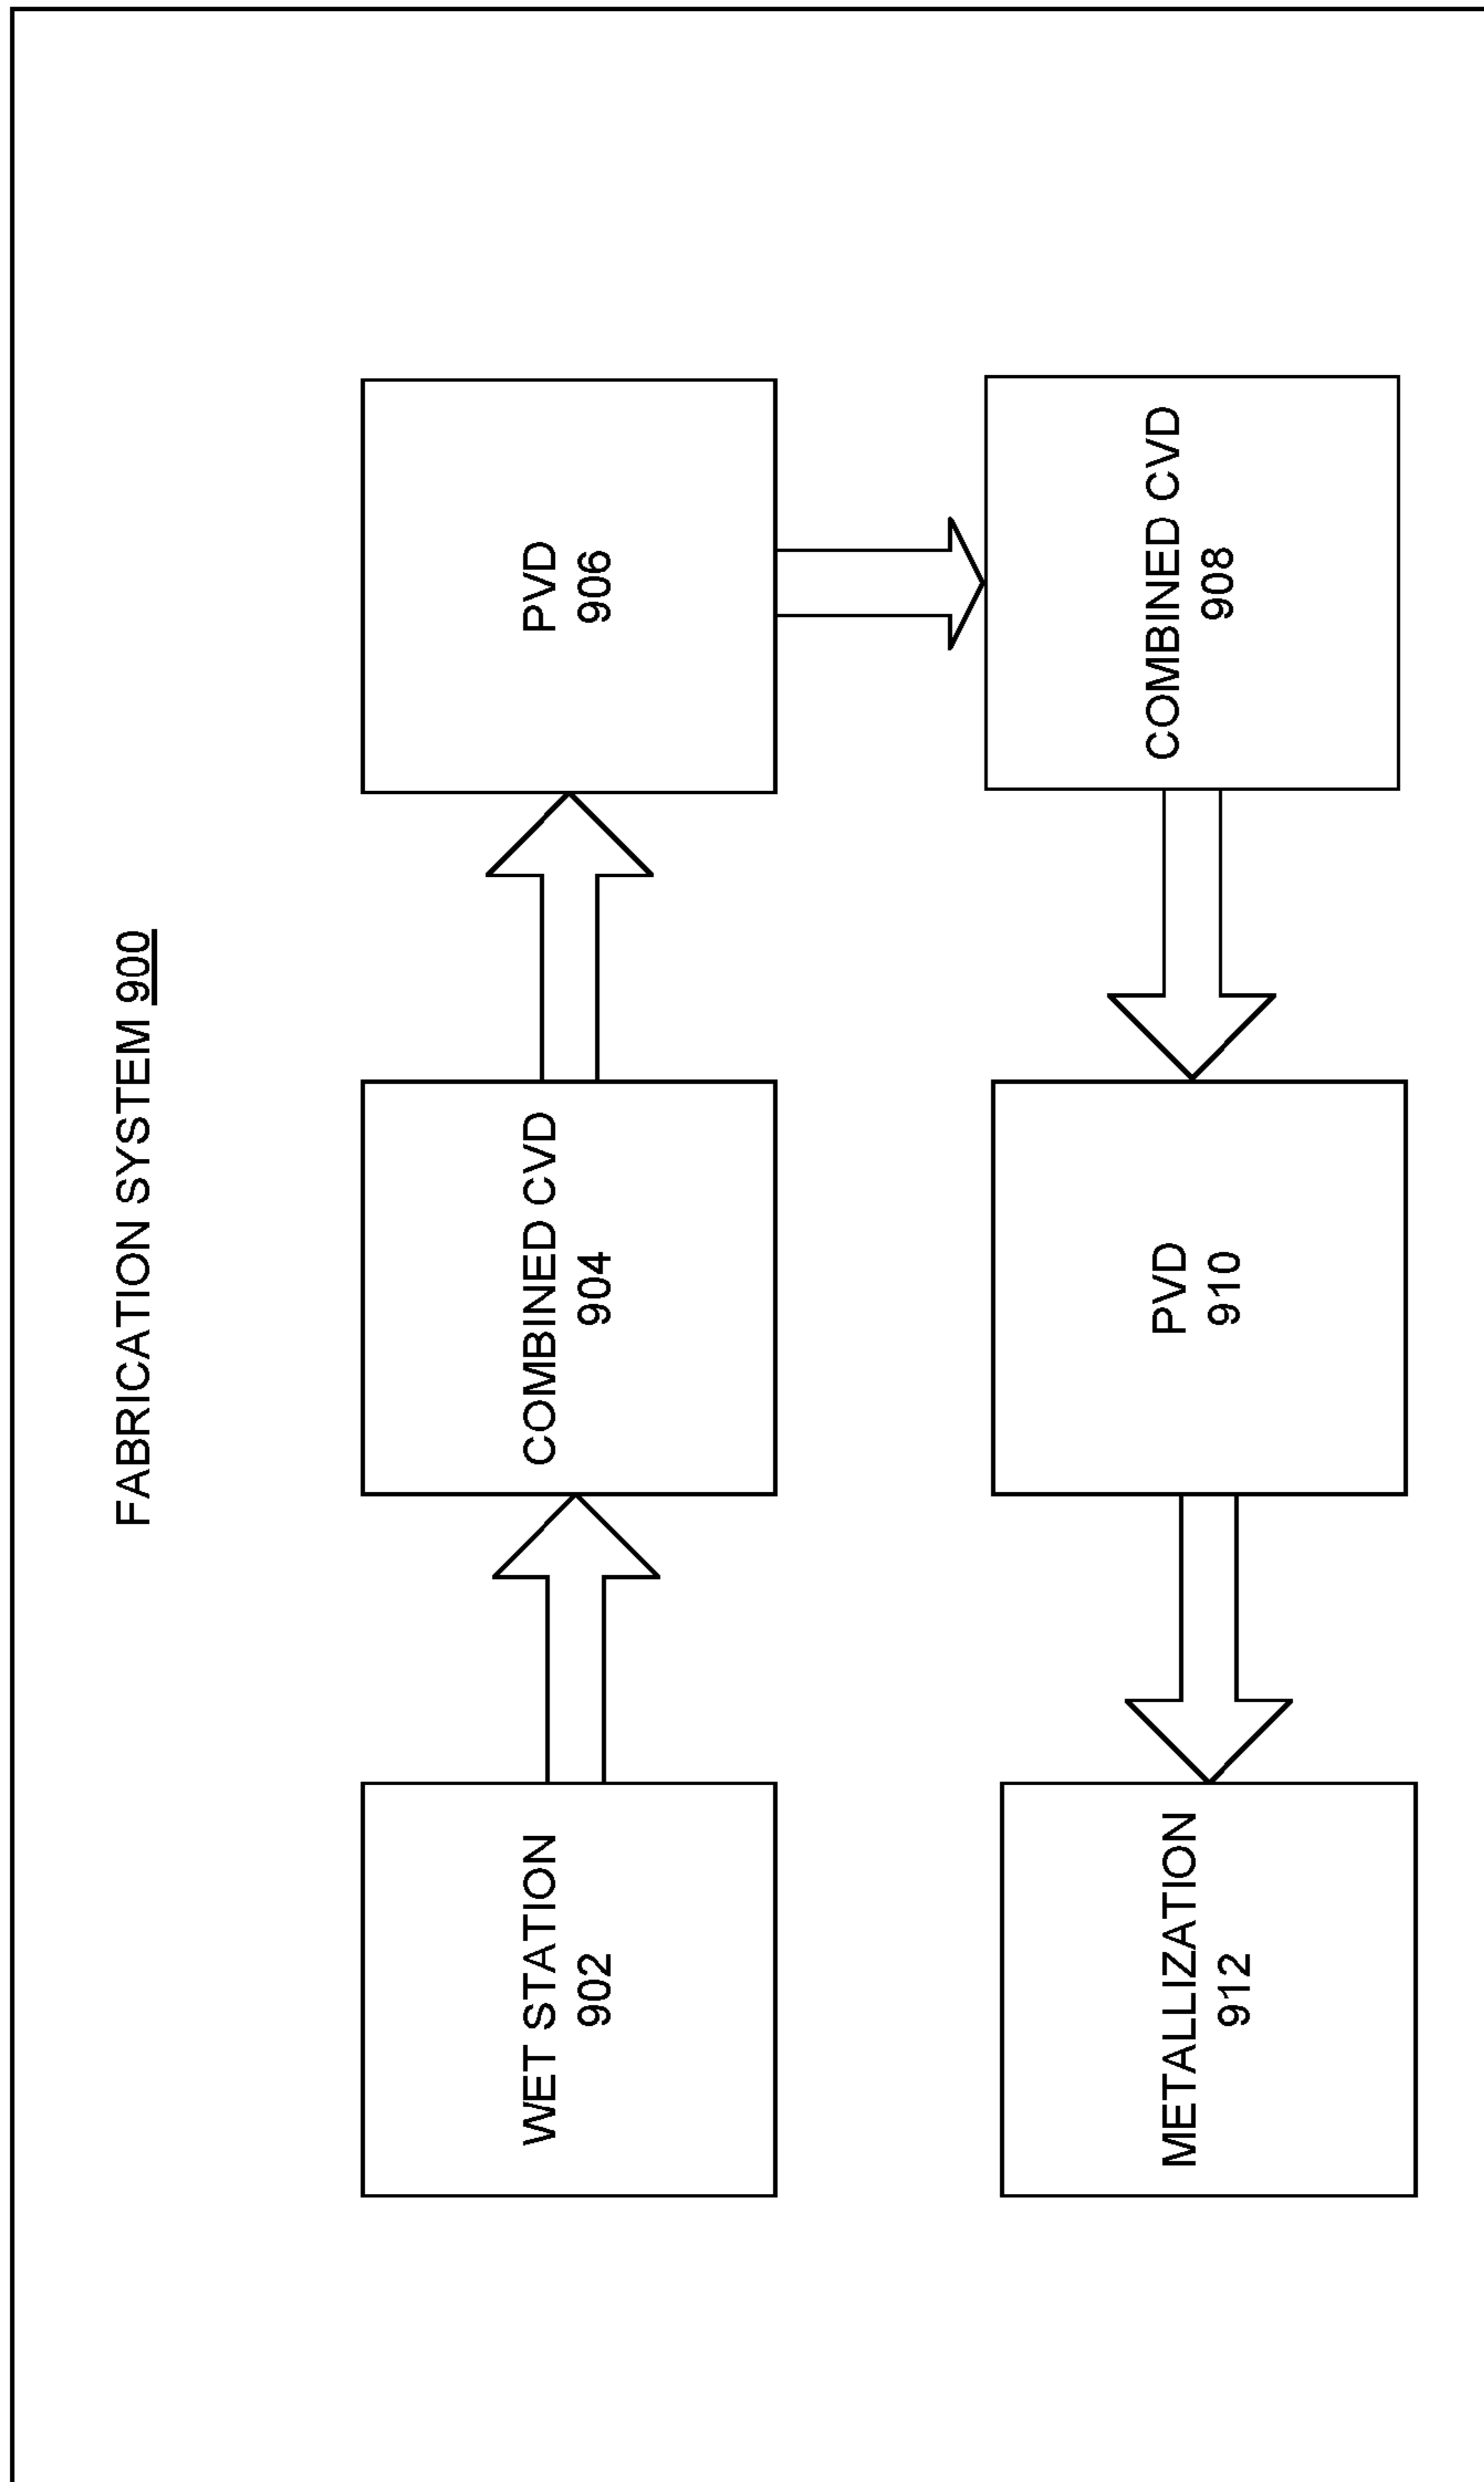 FABRICATION SYSTEM 900
WET STATION
902
COMBINED CVD
904
PVD
906
COMBINED CVD
908
PVD
910
METALLIZATION
912